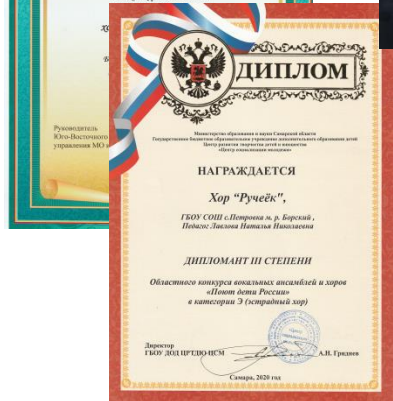 Руководитель
Юго-Восточного
управления МО и
ДИПЛОМ
Министерство образования и науки Самарской области
Государственное бюджетное образовательное учреждение дополнительного образования детей
Центр развития творчества детей и юношества
«Центр социализации молодежи»
НАГРАЖДАЕТСЯ
Хор “Ручеёк",
ГБОУ СОШ с.Петровка м. р. Борский ,
Педагог Лавлова Наталья Николаевна
ДИПЛОМАНТ III СТЕПЕНИ
Областного конкурса вокальных ансамблей и хоров
«Поют дети России»
в категории Э (эстрадный хор)
Директор
ГБОУ ДОД ЦРТДЮ ЦСМ
А.Н. Гриднев
Самара, 2020 год